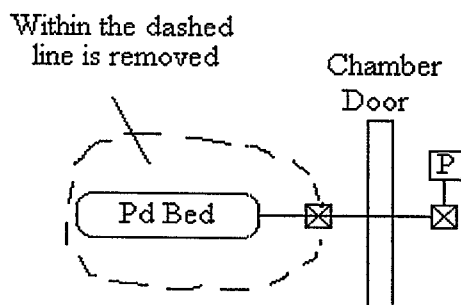 Within the dashed
line is removed
Chamber
Door
P
Pd Bed